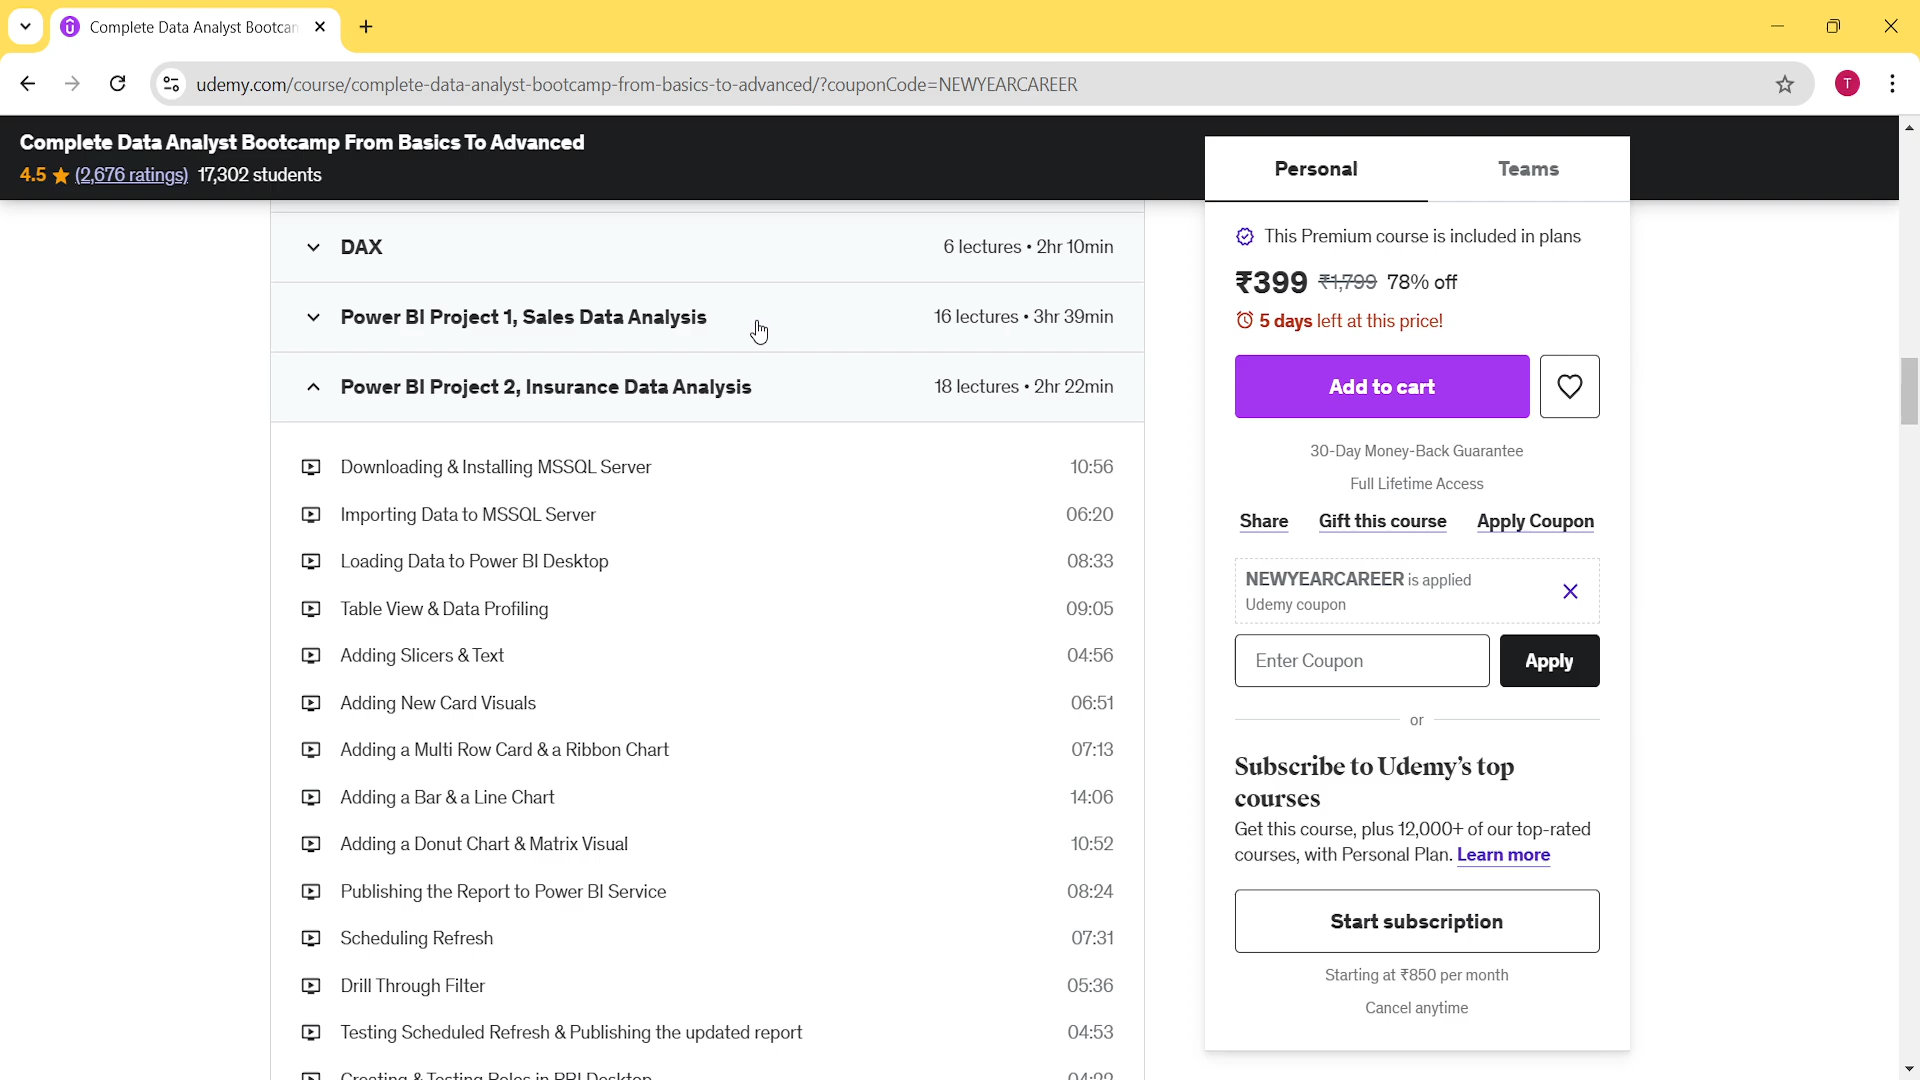 Complete Data Analyst Bootcar
udemy.com/course/complete-data-analyst-bootcamp-from-basics-to-advanced/?couponCode=NEWYEARCAREER
T
Complete Data Analyst Bootcamp From Basics To Advanced
4.5 (2,676 ratings) 17,302 students
DAX 6 lectures • 2hr 10min
Power BI Project 1, Sales Data Analysis 16 lectures • 3hr 39min
Power BI Project 2, Insurance Data Analysis 18 lectures • 2hr 22min
Downloading & Installing MSSQL Server 10:56
Importing Data to MSSQL Server 06:20
Loading Data to Power BI Desktop 08:33
Table View & Data Profiling 09:05
Adding Slicers & Text 04:56
Adding New Card Visuals 06:51
Adding a Multi Row Card & a Ribbon Chart 07:13
Adding a Bar & a Line Chart 14:06
Adding a Donut Chart & Matrix Visual 10:52
Publishing the Report to Power BI Service 08:24
Scheduling Refresh 07:31
Drill Through Filter 05:36
Testing Scheduled Refresh & Publishing the updated report 04:53
Creating & Testing Roles in PBI Desktop 04:22
Personal Teams
This Premium course is included in plans
₹399 ₹1,799 78% off
5 days left at this price!
Add to cart
30-Day Money-Back Guarantee
Full Lifetime Access
Share Gift this course Apply Coupon
NEWYEARCAREER is applied
Udemy coupon
Enter Coupon Apply
or
Subscribe to Udemy's top
courses
Get this course, plus 12,000+ of our top-rated
courses, with Personal Plan. Learn more
Start subscription
Starting at ₹850 per month
Cancel anytime